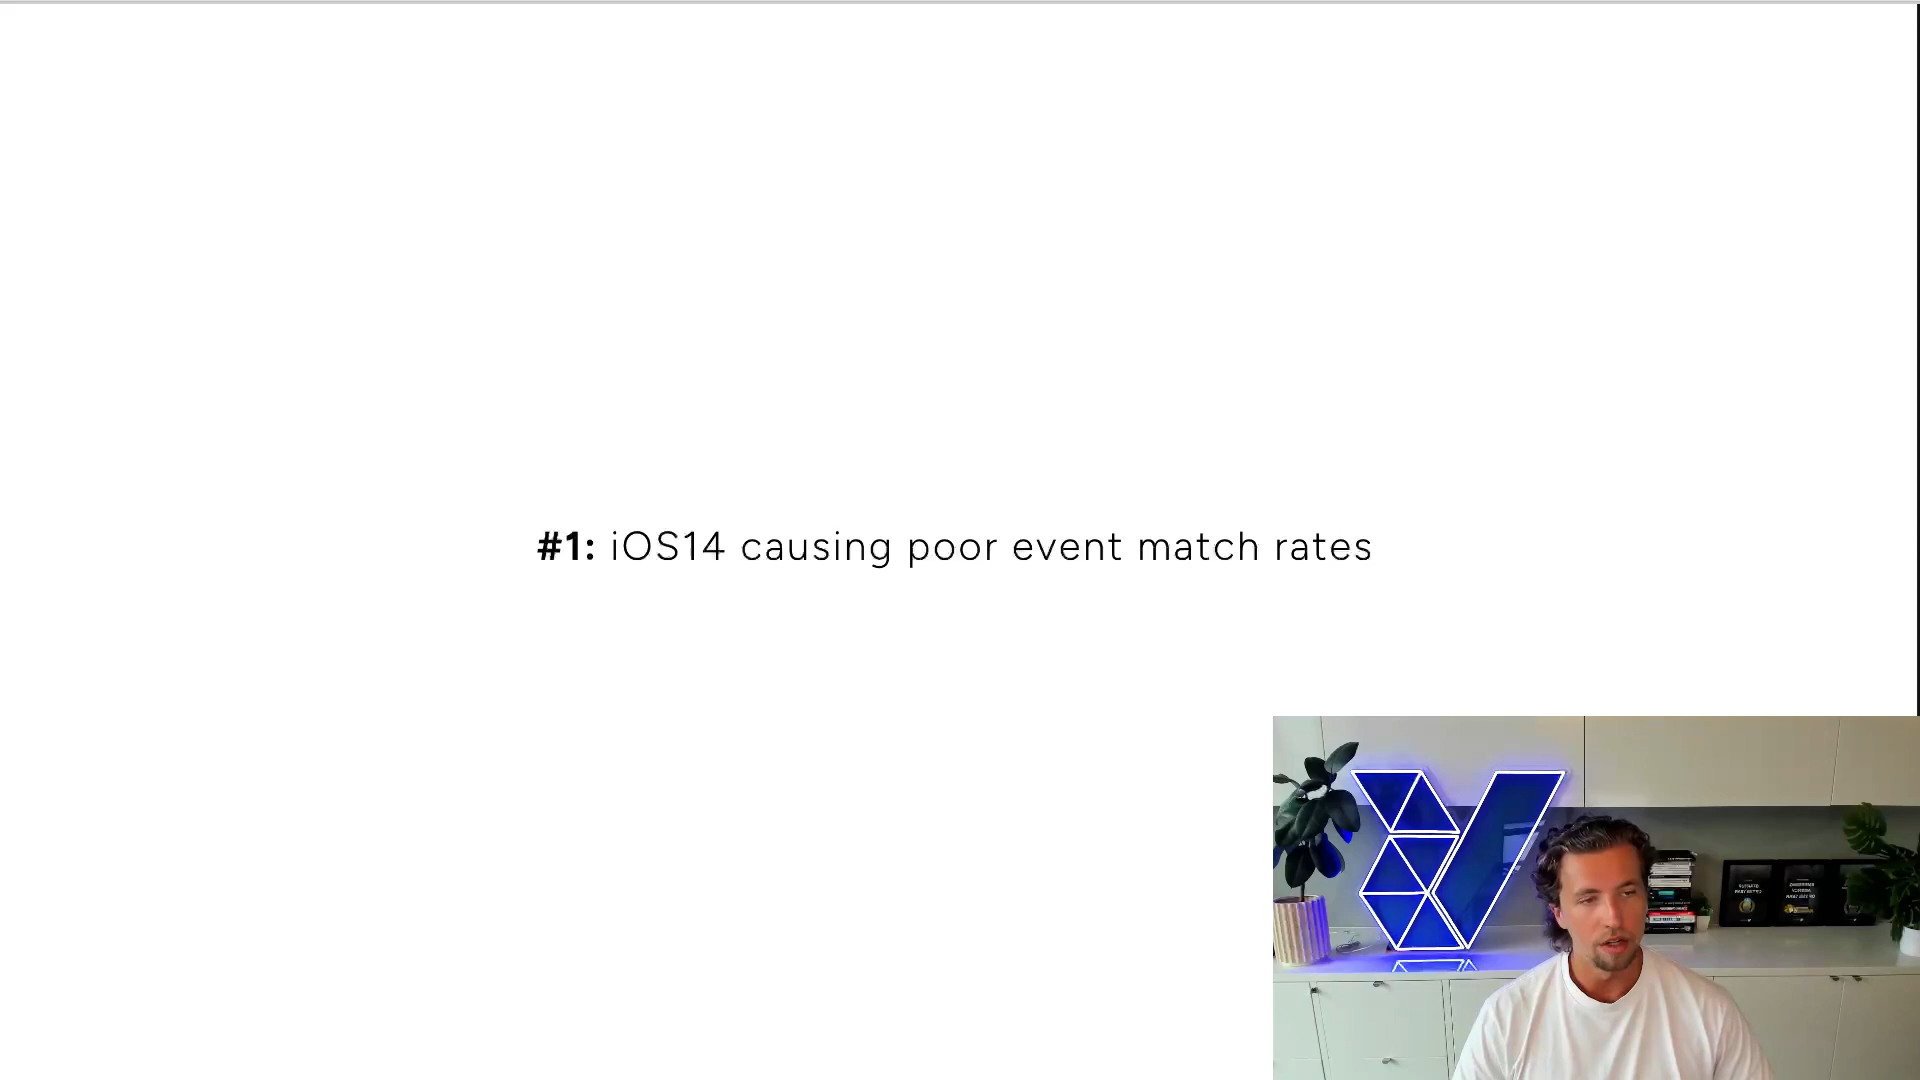 #1: iOS14 causing poor event match rates